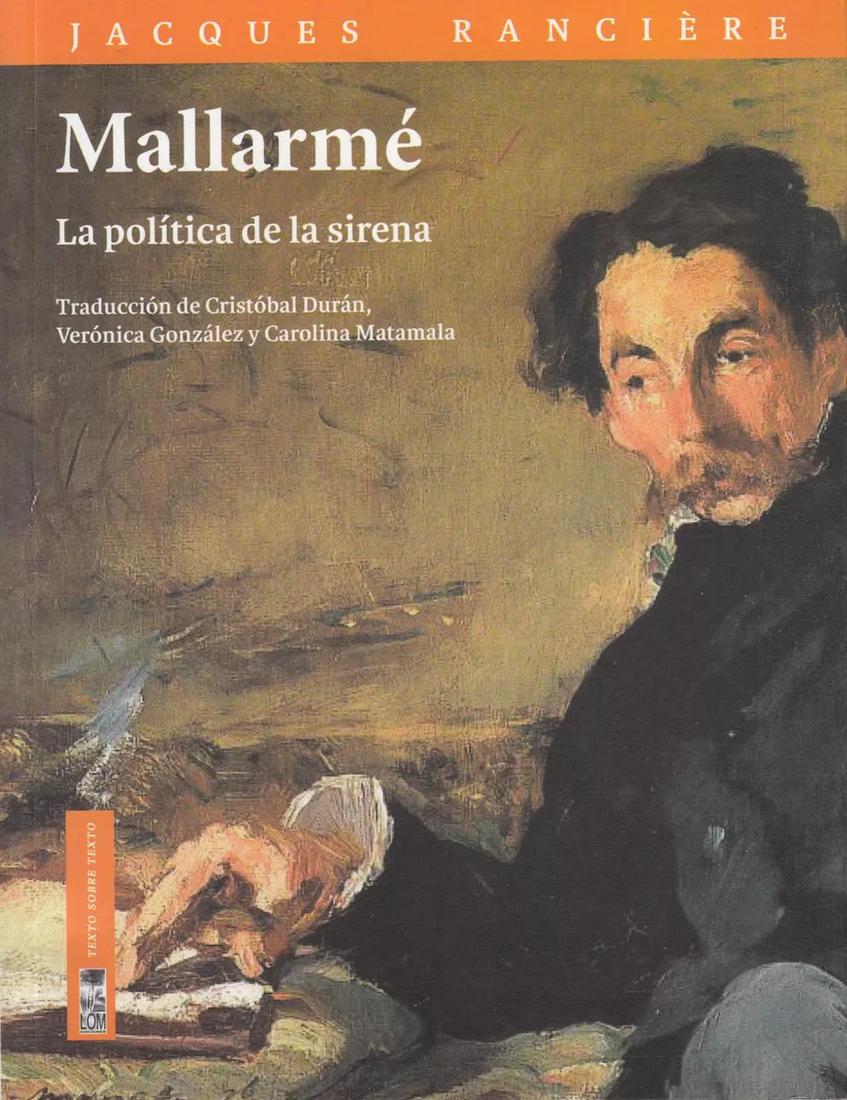 JACQUES RANCIÈRE
Mallarmé
La política de la sirena
Traducción de Cristóbal Durán,
Verónica González y Carolina Matamala
TEXTO SOBRE TEXTO
LOM
EDICIONES